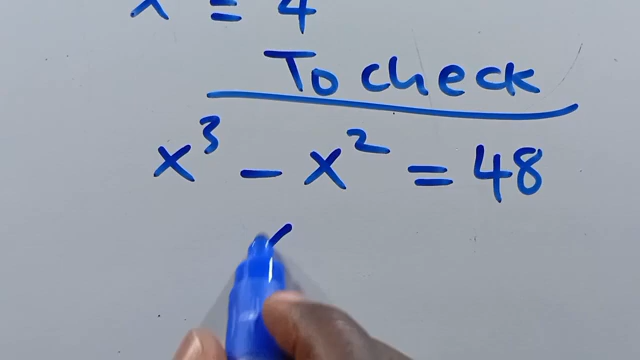 x = 4
To check
x³ - x² = 48